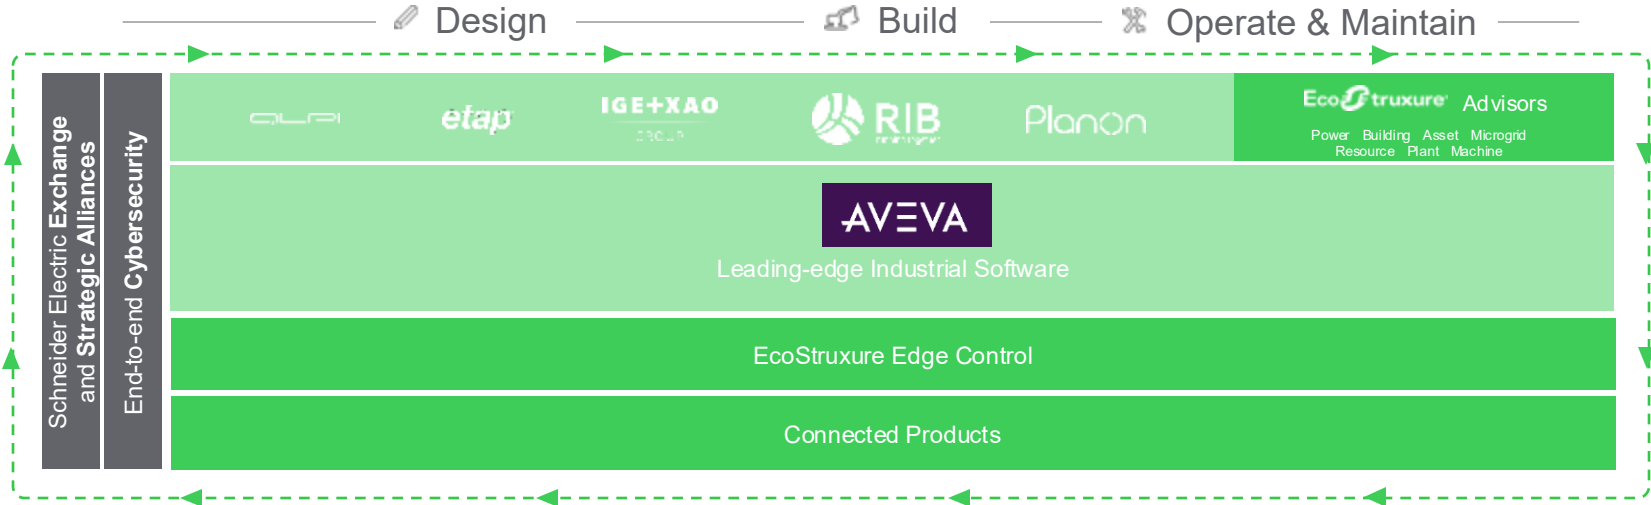 Design
Build
Operate & Maintain
Schneider Electric Exchange
and Strategic Alliances
End-to-end Cybersecurity
ALPI
etap
IGE+XAO
GROUP
RIB
Planon
EcoStruxure Advisors
Power Building Asset Microgrid
Resource Plant Machine
AVEVA
Leading-edge Industrial Software
EcoStruxure Edge Control
Connected Products